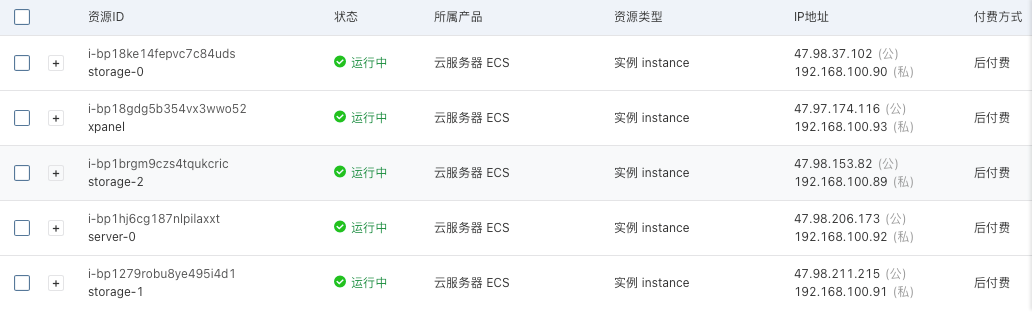 资源ID 状态 所属产品 资源类型 IP地址 付费方式
i-bp18ke14fepvc7c84uds 47.98.37.102 (公)
运行中 云服务器 ECS 实例 instance 后付费
storage-0 192.168.100.90 (私)
i-bp18gdg5b354vx3wwo52 47.97.174.116 (公)
运行中 云服务器 ECS 实例 instance 后付费
xpanel 192.168.100.93 (私)
i-bp1brgm9czs4tqukcric 47.98.153.82 (公)
运行中 云服务器 ECS 实例 instance 后付费
storage-2 192.168.100.89 (私)
i-bp1hj6cg187nlpilaxxt 47.98.206.173 (公)
运行中 云服务器 ECS 实例 instance 后付费
server-0 192.168.100.92 (私)
i-bp1279robu8ye495i4d1 47.98.211.215 (公)
运行中 云服务器 ECS 实例 instance 后付费
storage-1 192.168.100.91 (私)